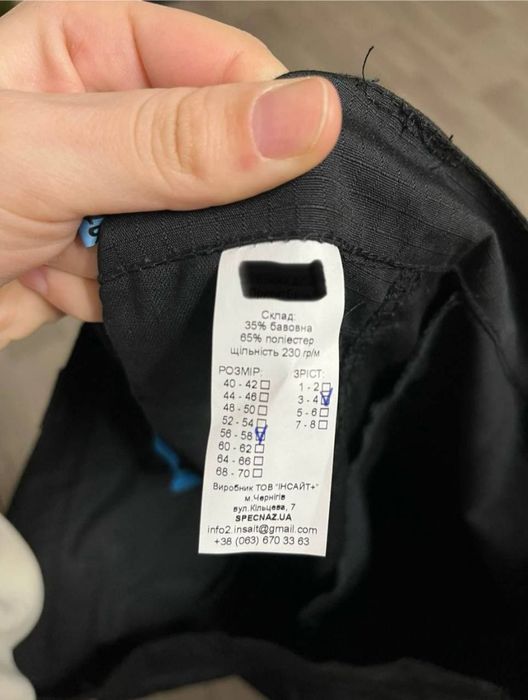 Склад:
35% бавовна
65% поліестер
щільність 230 гр/м
РОЗМІР: ЗРІСТ:
40 - 42 1 - 2
44 - 46 3 - 4
48 - 50 5 - 6
52 - 54 7 - 8
56 - 58
60 - 62
64 - 66
68 - 70
Виробник ТОВ "ІНСАЙТ+"
м.Чернігів
вул.Кільцева, 7
SPECNAZ.UA
info2.insait@gmail.com
+38 (063) 670 33 63